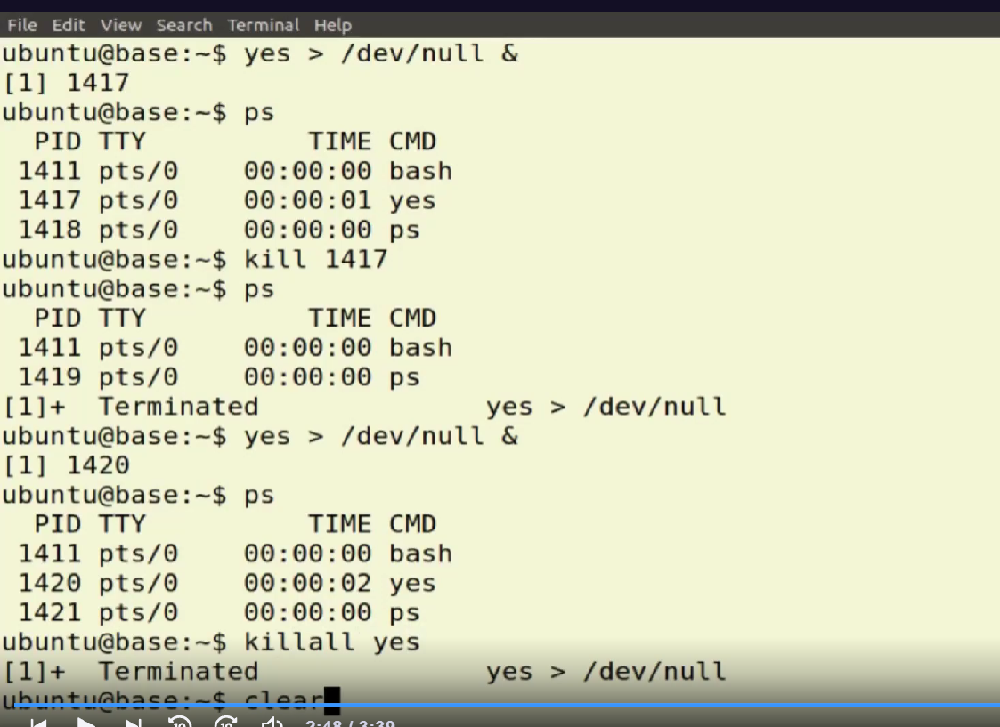 File Edit View Search Terminal Help
ubuntu@base:~$ yes > /dev/null &
[1] 1417
ubuntu@base:~$ ps
  PID TTY          TIME CMD
 1411 pts/0    00:00:00 bash
 1417 pts/0    00:00:01 yes
 1418 pts/0    00:00:00 ps
ubuntu@base:~$ kill 1417
ubuntu@base:~$ ps
  PID TTY          TIME CMD
 1411 pts/0    00:00:00 bash
 1419 pts/0    00:00:00 ps
[1]+  Terminated              yes > /dev/null
ubuntu@base:~$ yes > /dev/null &
[1] 1420
ubuntu@base:~$ ps
  PID TTY          TIME CMD
 1411 pts/0    00:00:00 bash
 1420 pts/0    00:00:02 yes
 1421 pts/0    00:00:00 ps
ubuntu@base:~$ killall yes
[1]+  Terminated              yes > /dev/null
ubuntu@base:~$ clear
2:48 / 3:39